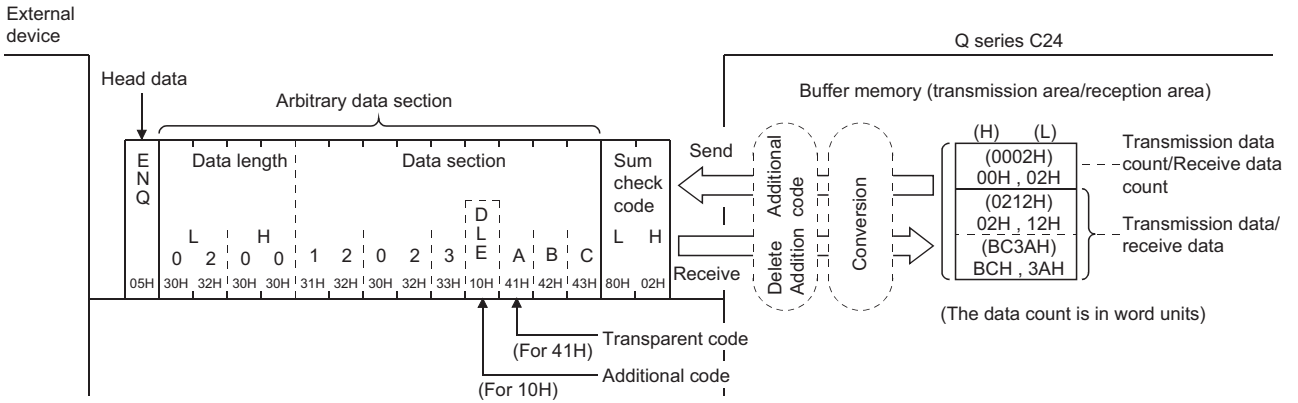 External
device
Q series C24
Head data
Arbitrary data section
Buffer memory (transmission area/reception area)
ENQ
Data length
Data section
Sum
check
code
Send
Additional
code
Delete
Addition
Conversion
(H) (L)
(0002H)
00H , 02H
(0212H)
02H , 12H
(BC3AH)
BCH , 3AH
Transmission data
count/Receive data
count
Transmission data/
receive data
DLE
L H L H
0 2 0 0 1 2 0 2 3 A B C
05H 30H 32H 30H 30H 31H 32H 30H 32H 33H 10H 41H 42H 43H 80H 02H
Receive
(The data count is in word units)
Transparent code
(For 41H)
Additional code
(For 10H)